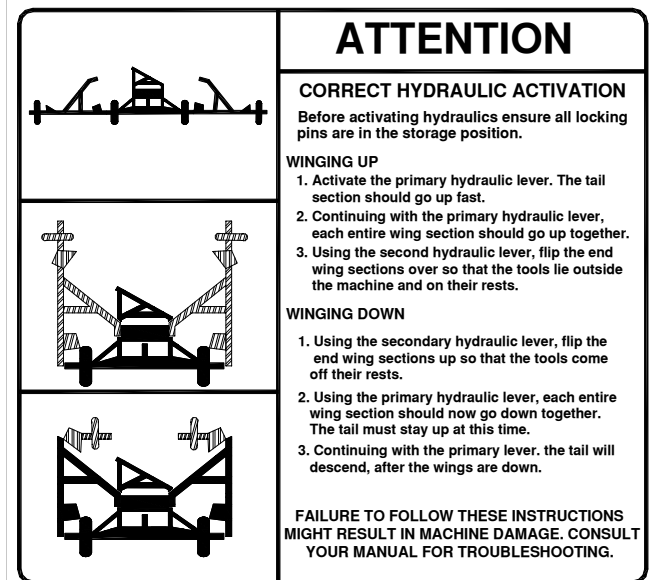 ATTENTION
CORRECT HYDRAULIC ACTIVATION
Before activating hydraulics ensure all locking
pins are in the storage position.
WINGING UP
1. Activate the primary hydraulic lever. The tail
section should go up fast.
2. Continuing with the primary hydraulic lever,
each entire wing section should go up together.
3. Using the second hydraulic lever, flip the end
wing sections over so that the tools lie outside
the machine and on their rests.
WINGING DOWN
1. Using the secondary hydraulic lever, flip the
end wing sections up so that the tools come
off their rests.
2. Using the primary hydraulic lever, each entire
wing section should now go down together.
The tail must stay up at this time.
3. Continuing with the primary lever. the tail will
descend, after the wings are down.
FAILURE TO FOLLOW THESE INSTRUCTIONS
MIGHT RESULT IN MACHINE DAMAGE. CONSULT
YOUR MANUAL FOR TROUBLESHOOTING.